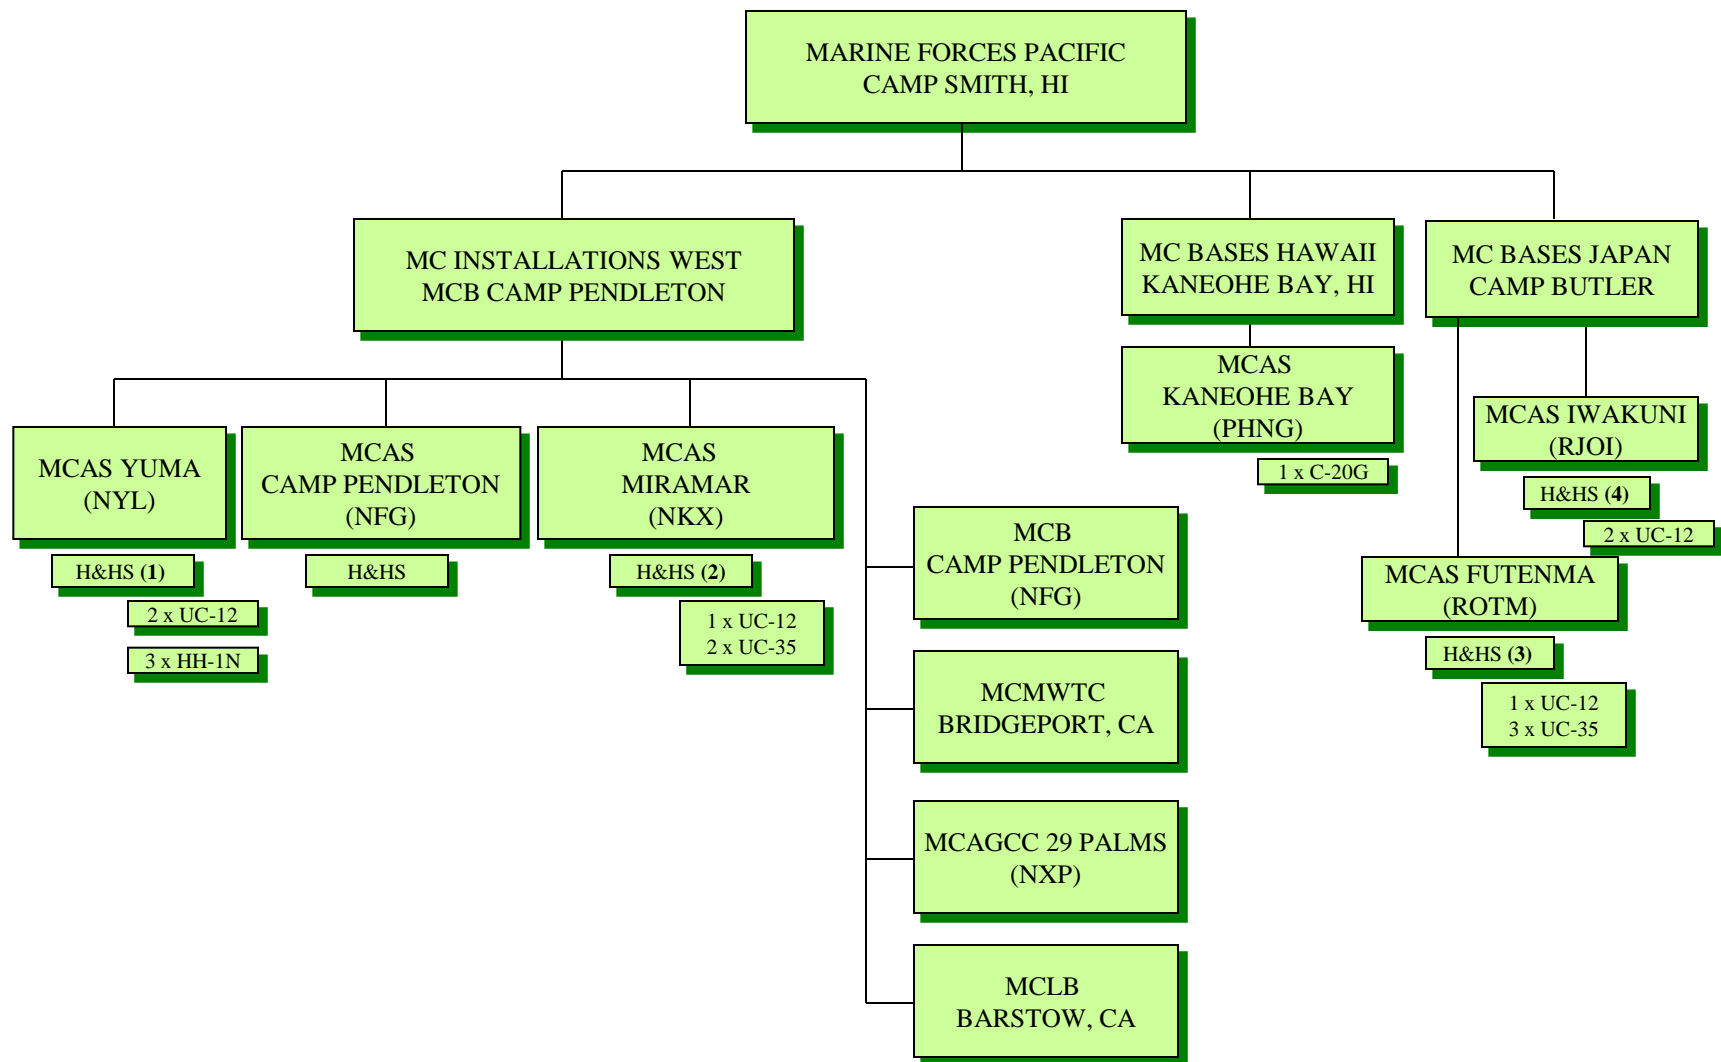 MARINE FORCES PACIFIC
CAMP SMITH, HI
MC INSTALLATIONS WEST
MCB CAMP PENDLETON
MC BASES HAWAII
KANEOHE BAY, HI
MC BASES JAPAN
CAMP BUTLER
MCAS YUMA
(NYL)
H&HS (1)
2 x UC-12
3 x HH-1N
MCAS
CAMP PENDLETON
(NFG)
H&HS
MCAS
MIRAMAR
(NKX)
H&HS (2)
1 x UC-12
2 x UC-35
MCB
CAMP PENDLETON
(NFG)
MCMWTC
BRIDGEPORT, CA
MCAGCC 29 PALMS
(NXP)
MCLB
BARSTOW, CA
MCAS
KANEOHE BAY
(PHNG)
1 x C-20G
MCAS IWAKUNI
(RJOI)
H&HS (4)
2 x UC-12
MCAS FUTENMA
(ROTM)
H&HS (3)
1 x UC-12
3 x UC-35